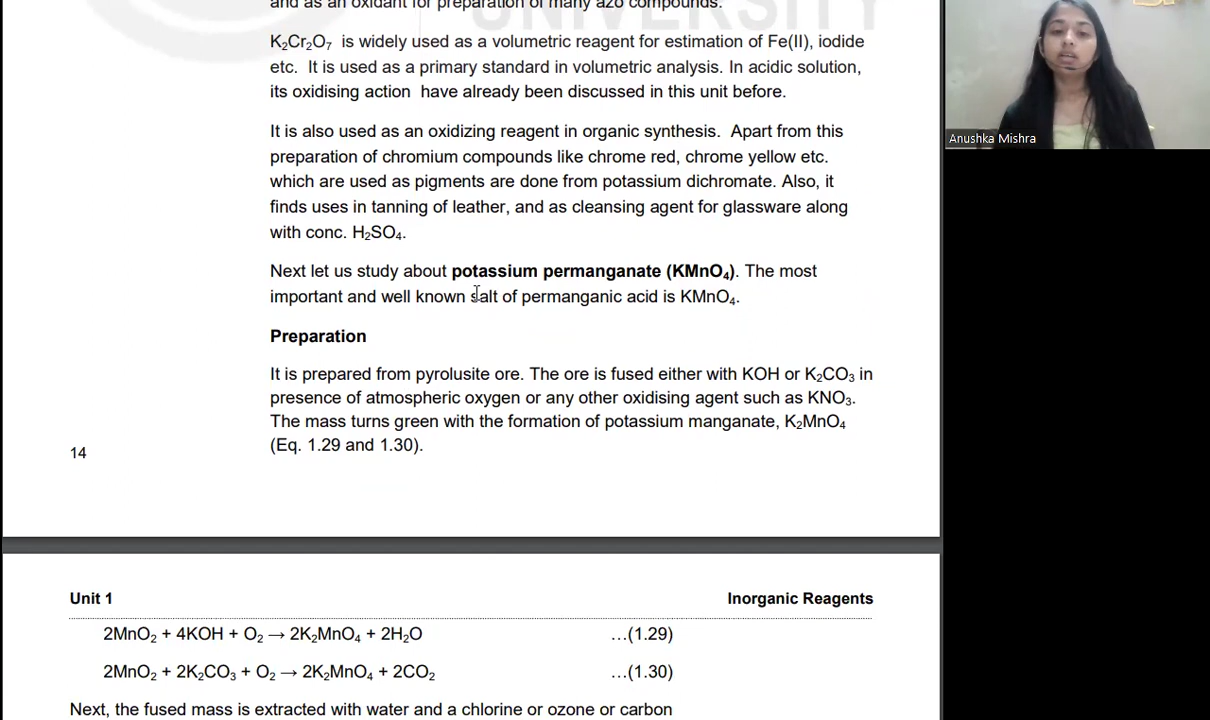 and as an oxidant for preparation of many azo compounds.
UNIVERSITY
K₂Cr₂O₇ is widely used as a volumetric reagent for estimation of Fe(II), iodide
etc. It is used as a primary standard in volumetric analysis. In acidic solution,
its oxidising action have already been discussed in this unit before.
It is also used as an oxidizing reagent in organic synthesis. Apart from this
preparation of chromium compounds like chrome red, chrome yellow etc.
which are used as pigments are done from potassium dichromate. Also, it
finds uses in tanning of leather, and as cleansing agent for glassware along
with conc. H₂SO₄.
Next let us study about potassium permanganate (KMnO₄). The most
important and well known salt of permanganic acid is KMnO₄.
Preparation
It is prepared from pyrolusite ore. The ore is fused either with KOH or K₂CO₃ in
presence of atmospheric oxygen or any other oxidising agent such as KNO₃.
The mass turns green with the formation of potassium manganate, K₂MnO₄
(Eq. 1.29 and 1.30).
14
Unit 1 Inorganic Reagents
2MnO₂ + 4KOH + O₂ → 2K₂MnO₄ + 2H₂O …(1.29)
2MnO₂ + 2K₂CO₃ + O₂ → 2K₂MnO₄ + 2CO₂ …(1.30)
Next, the fused mass is extracted with water and a chlorine or ozone or carbon
Anushka Mishra